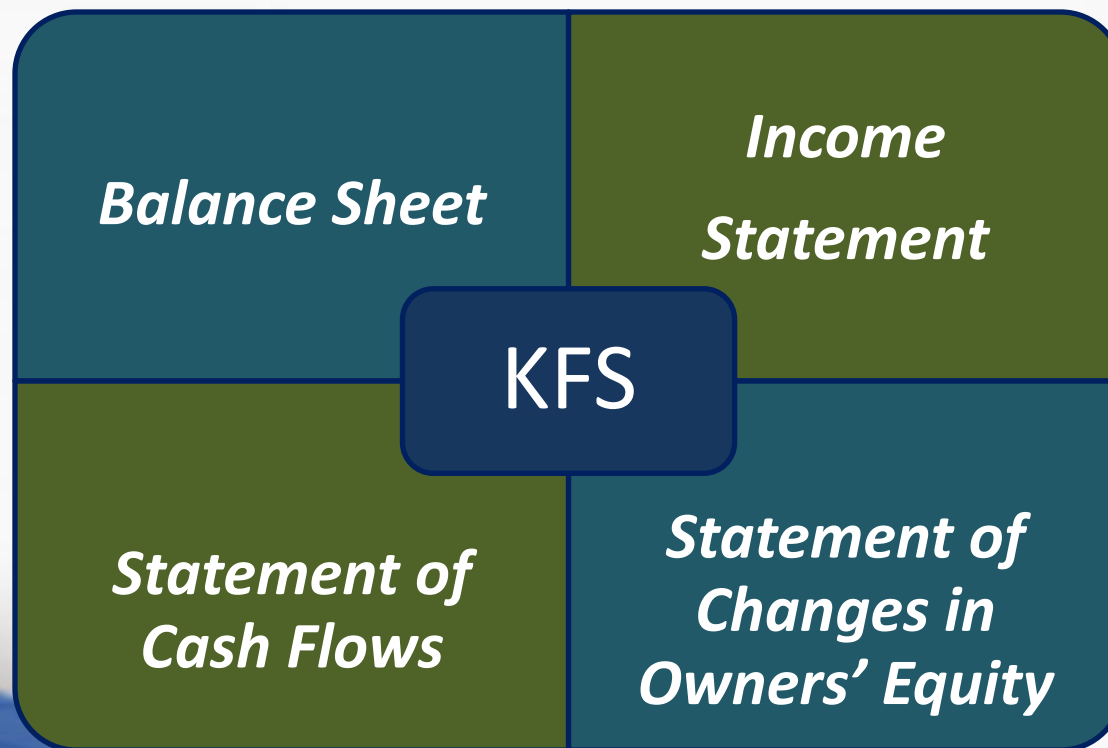 Balance Sheet
Income
Statement
KFS
Statement of
Cash Flows
Statement of
Changes in
Owners’ Equity